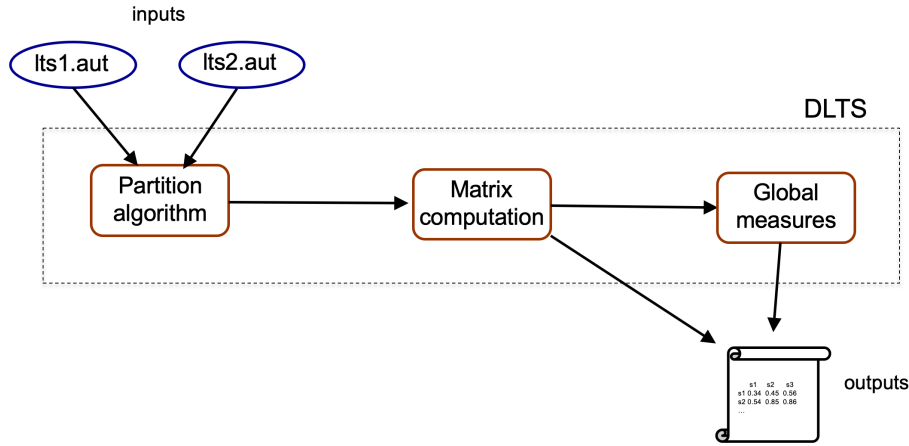 inputs
lts1.aut
lts2.aut
DLTS
Partition
algorithm
Matrix
computation
Global
measures
s1 s2 s3
s1 0.34 0.45 0.56
s2 0.54 0.85 0.86
...
outputs